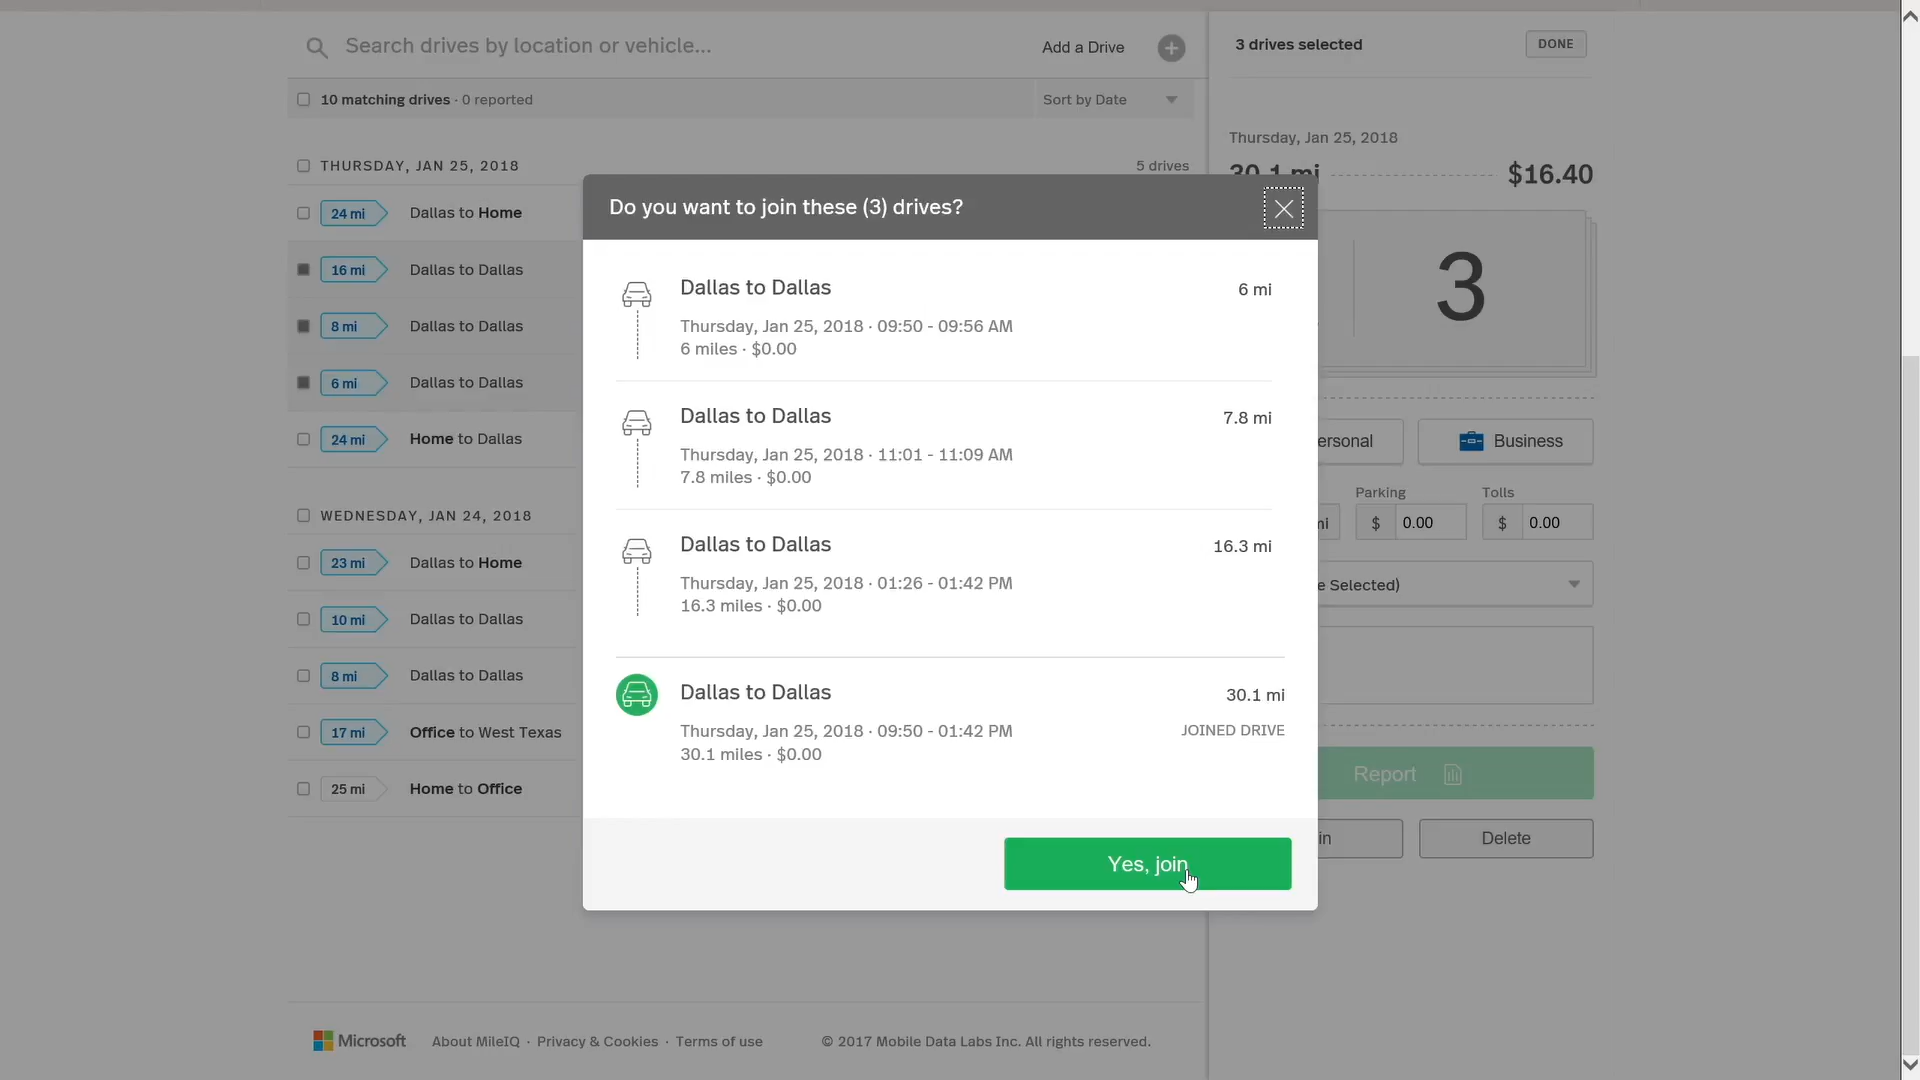 Search drives by location or vehicle...
Add a Drive
3 drives selected
DONE
10 matching drives · 0 reported
Sort by Date
THURSDAY, JAN 25, 2018
5 drives
24 mi
Dallas to Home
16 mi
Dallas to Dallas
8 mi
Dallas to Dallas
6 mi
Dallas to Dallas
24 mi
Home to Dallas
WEDNESDAY, JAN 24, 2018
23 mi
Dallas to Home
10 mi
Dallas to Dallas
8 mi
Dallas to Dallas
17 mi
Office to West Texas
25 mi
Home to Office
Do you want to join these (3) drives?
Dallas to Dallas
6 mi
Thursday, Jan 25, 2018 · 09:50 - 09:56 AM
6 miles · $0.00
Dallas to Dallas
7.8 mi
Thursday, Jan 25, 2018 · 11:01 - 11:09 AM
7.8 miles · $0.00
Dallas to Dallas
16.3 mi
Thursday, Jan 25, 2018 · 01:26 - 01:42 PM
16.3 miles · $0.00
Dallas to Dallas
30.1 mi
Thursday, Jan 25, 2018 · 09:50 - 01:42 PM
JOINED DRIVE
30.1 miles · $0.00
Yes, join
Thursday, Jan 25, 2018
30.1 mi
$16.40
3
ersonal
Business
Parking
Tolls
mi
$ 0.00
$ 0.00
e Selected)
Report
in
Delete
Microsoft
About MileIQ · Privacy & Cookies · Terms of use
© 2017 Mobile Data Labs Inc. All rights reserved.